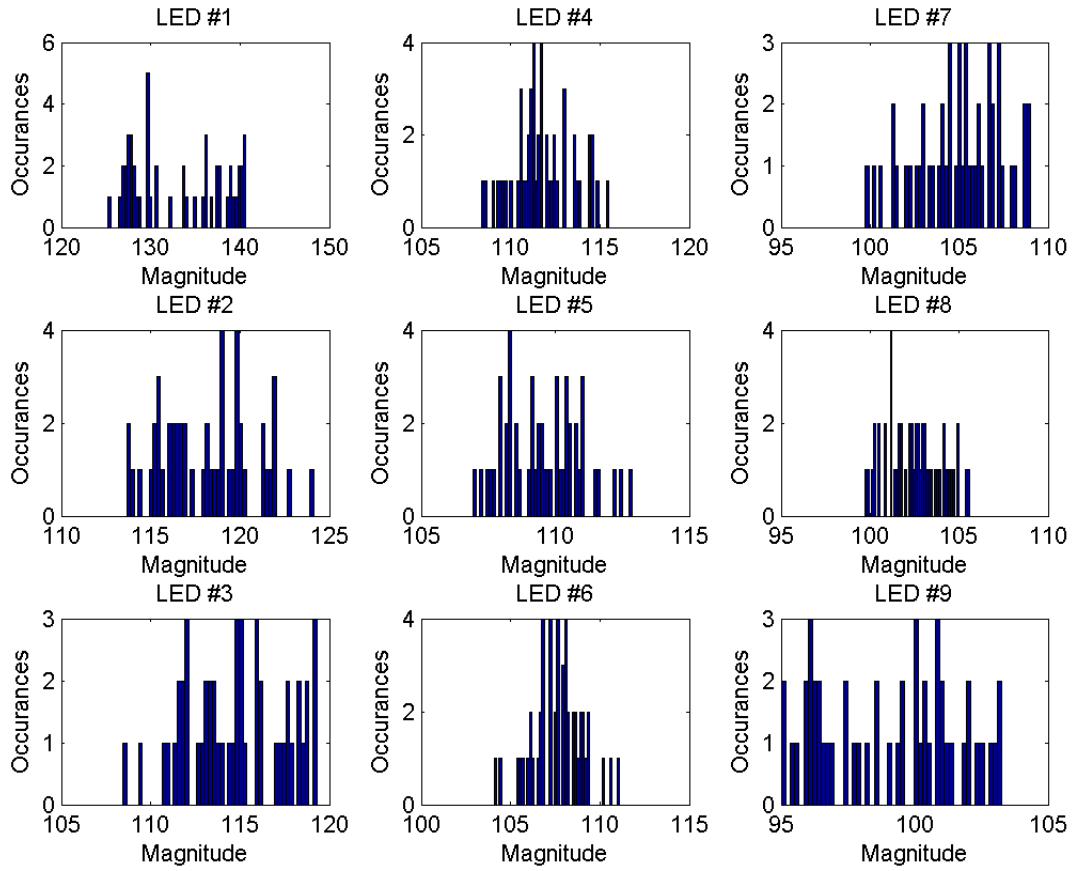 LED #1
LED #4
LED #7
6
4
2
0
Occurances
120
130
140
150
Magnitude
4
2
0
Occurances
105
110
115
120
Magnitude
3
2
1
0
Occurances
95
100
105
110
Magnitude
LED #2
LED #5
LED #8
4
2
0
Occurances
110
115
120
125
Magnitude
4
2
0
Occurances
105
110
115
Magnitude
4
2
0
Occurances
95
100
105
110
Magnitude
LED #3
LED #6
LED #9
3
2
1
0
Occurances
105
110
115
120
Magnitude
4
2
0
Occurances
100
105
110
115
Magnitude
3
2
1
0
Occurances
95
100
105
Magnitude